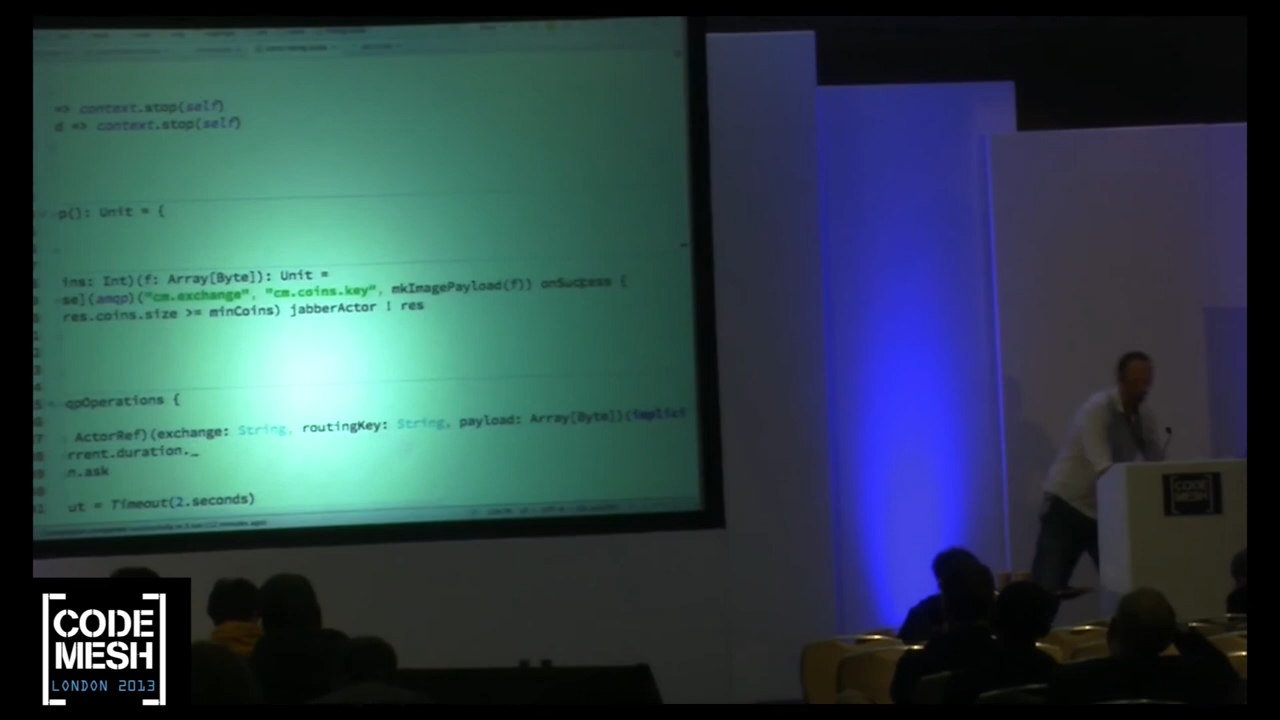 => context.stop(self)
d => context.stop(self)
p(): Unit = {
ins: Int)(f: Array[Byte]): Unit =
se](amqp)("cm.exchange", "cm.coins.key", mkImagePayload(f)) onSuccess {
res.coins.size >= minCoins) jabberActor ! res
qpOperations {
ActorRef)(exchange: String, routingKey: String, payload: Array[Byte])(implici
rrent.duration._
n.ask
ut = Timeout(2.seconds)
[CODE
MESH]
[CODE
MESH
LONDON 2013]